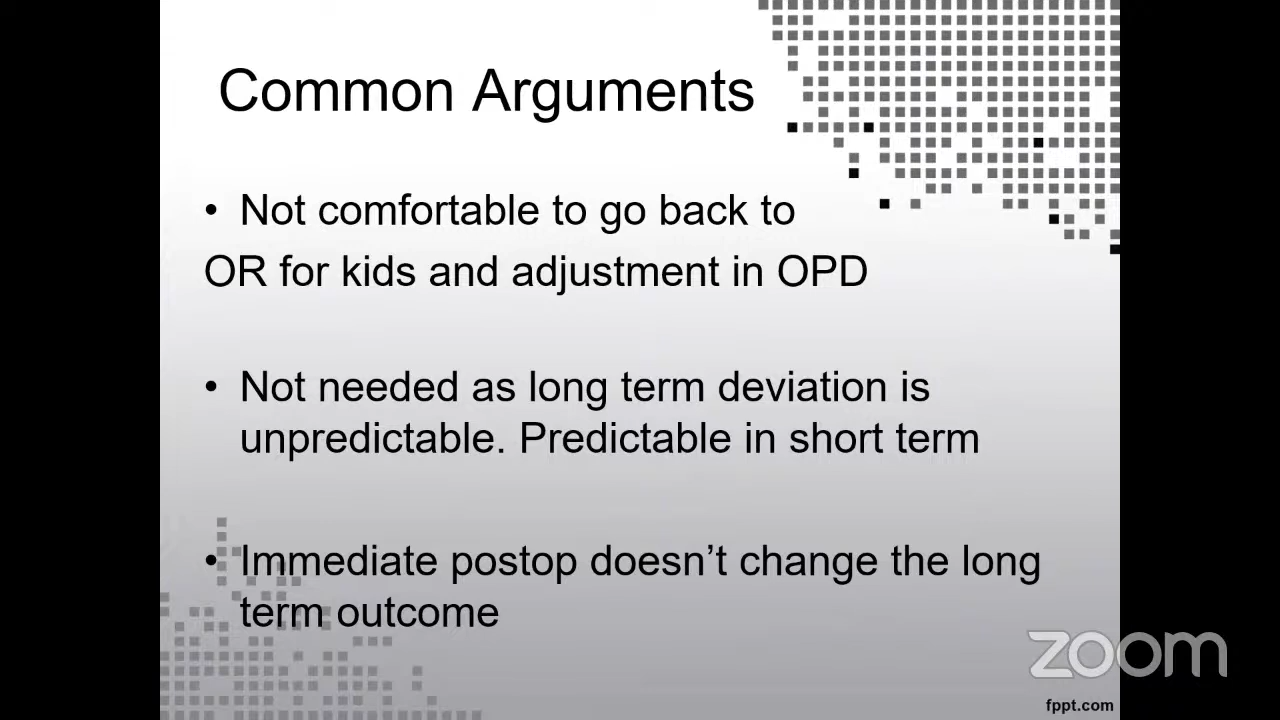 Common Arguments
• Not comfortable to go back to
OR for kids and adjustment in OPD
• Not needed as long term deviation is
unpredictable. Predictable in short term
• Immediate postop doesn’t change the long
term outcome
zoom
fppt.com